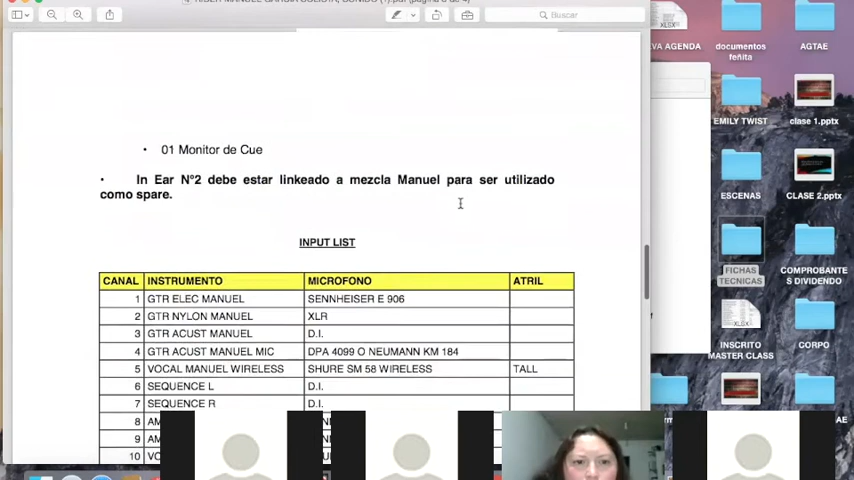 Buscar
• 01 Monitor de Cue
• In Ear N°2 debe estar linkeado a mezcla Manuel para ser utilizado
como spare.
INPUT LIST
CANAL INSTRUMENTO MICROFONO ATRIL
1 GTR ELEC MANUEL SENNHEISER E 906
2 GTR NYLON MANUEL XLR
3 GTR ACUST MANUEL D.I.
4 GTR ACUST MANUEL MIC DPA 4099 O NEUMANN KM 184
5 VOCAL MANUEL WIRELESS SHURE SM 58 WIRELESS TALL
6 SEQUENCE L D.I.
7 SEQUENCE R D.I.
8
9
10
VA AGENDA
documentos
feñita
AGTAE
EMILY TWIST
clase 1.pptx
ESCENAS
CLASE 2.pptx
FICHAS
TECNICAS
COMPROBANTE
S DIVIDENDO
XLSX
INSCRITO
MASTER CLASS
CORPO